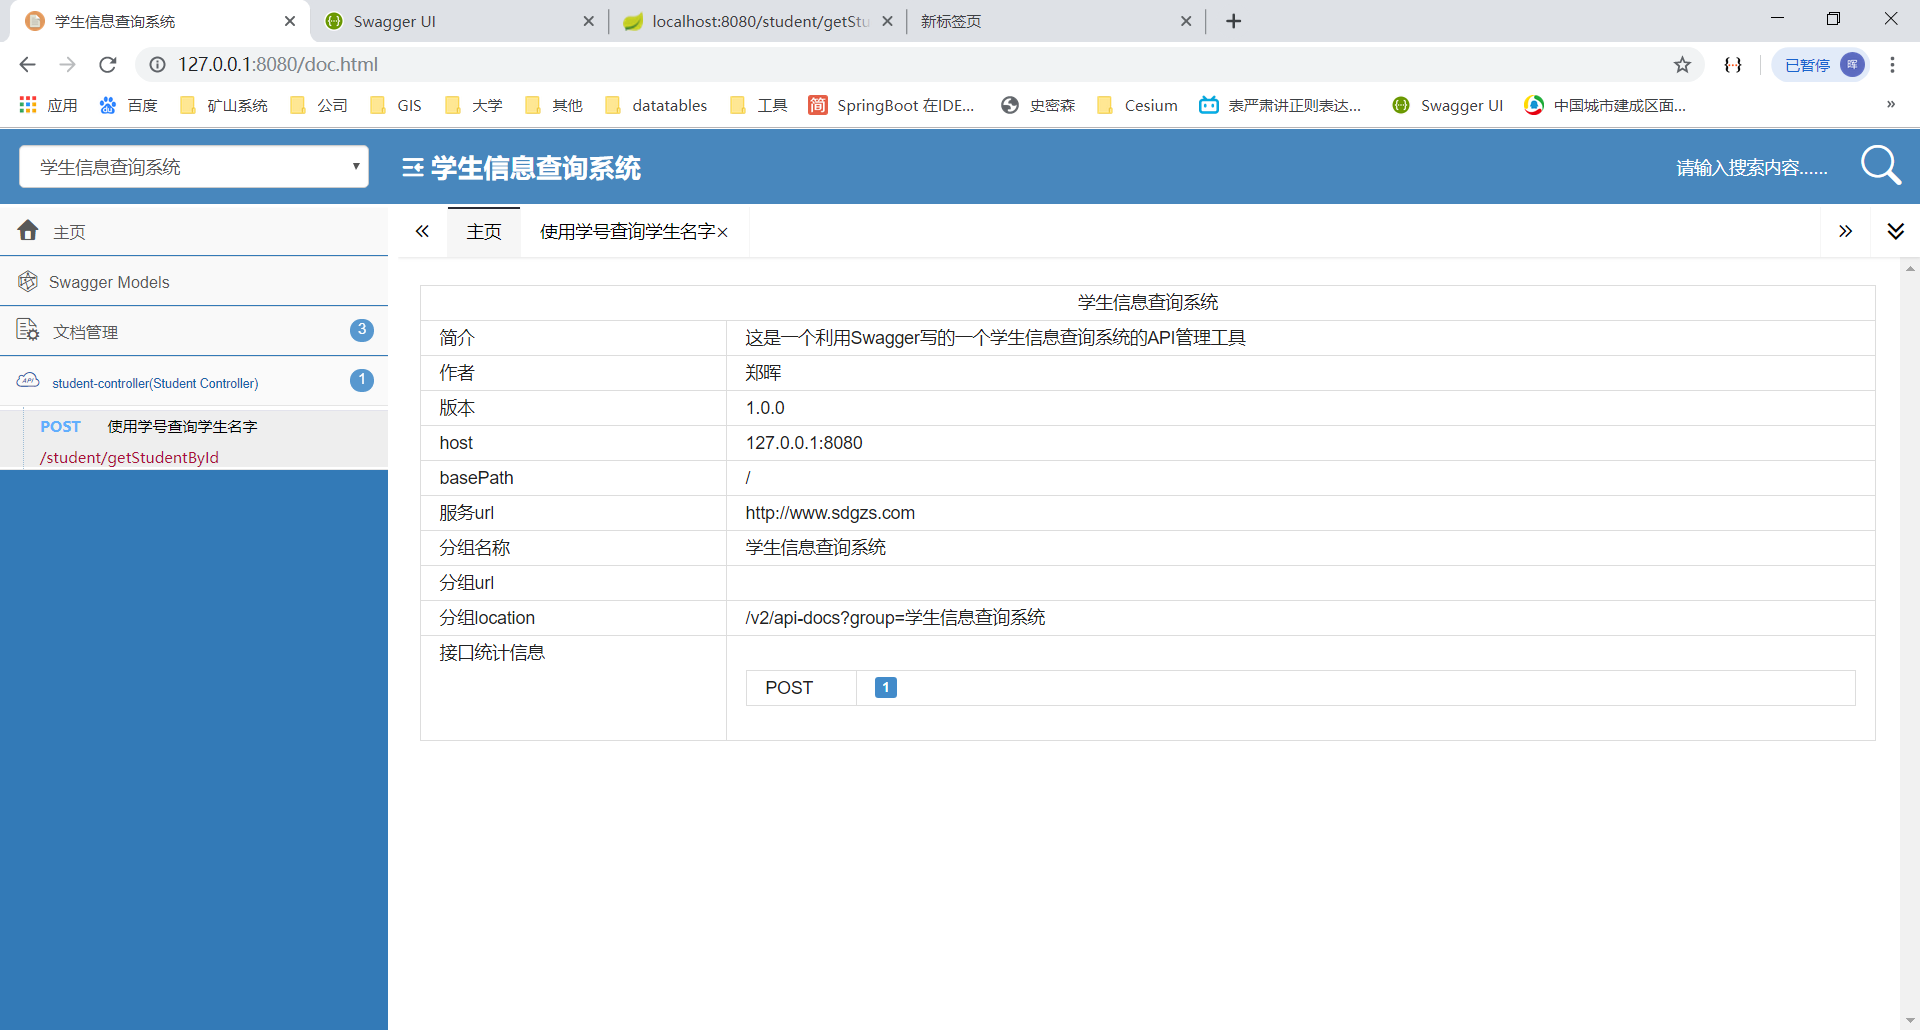 学生信息查询系统
Swagger UI
localhost:8080/student/getStu
新标签页
127.0.0.1:8080/doc.html
已暂停 晖
应用 百度 矿山系统 公司 GIS 大学 其他 datatables 工具 简 SpringBoot 在IDE... 史密森 Cesium 表严肃讲正则表达... Swagger UI 中国城市建成区面... »
学生信息查询系统
学生信息查询系统
请输入搜索内容......
主页
Swagger Models
文档管理 3
API student-controller(Student Controller) 1
POST 使用学号查询学生名字
/student/getStudentById
主页 使用学号查询学生名字×
学生信息查询系统
简介 这是一个利用Swagger写的一个学生信息查询系统的API管理工具
作者 郑晖
版本 1.0.0
host 127.0.0.1:8080
basePath /
服务url http://www.sdgzs.com
分组名称 学生信息查询系统
分组url
分组location /v2/api-docs?group=学生信息查询系统
接口统计信息
POST 1